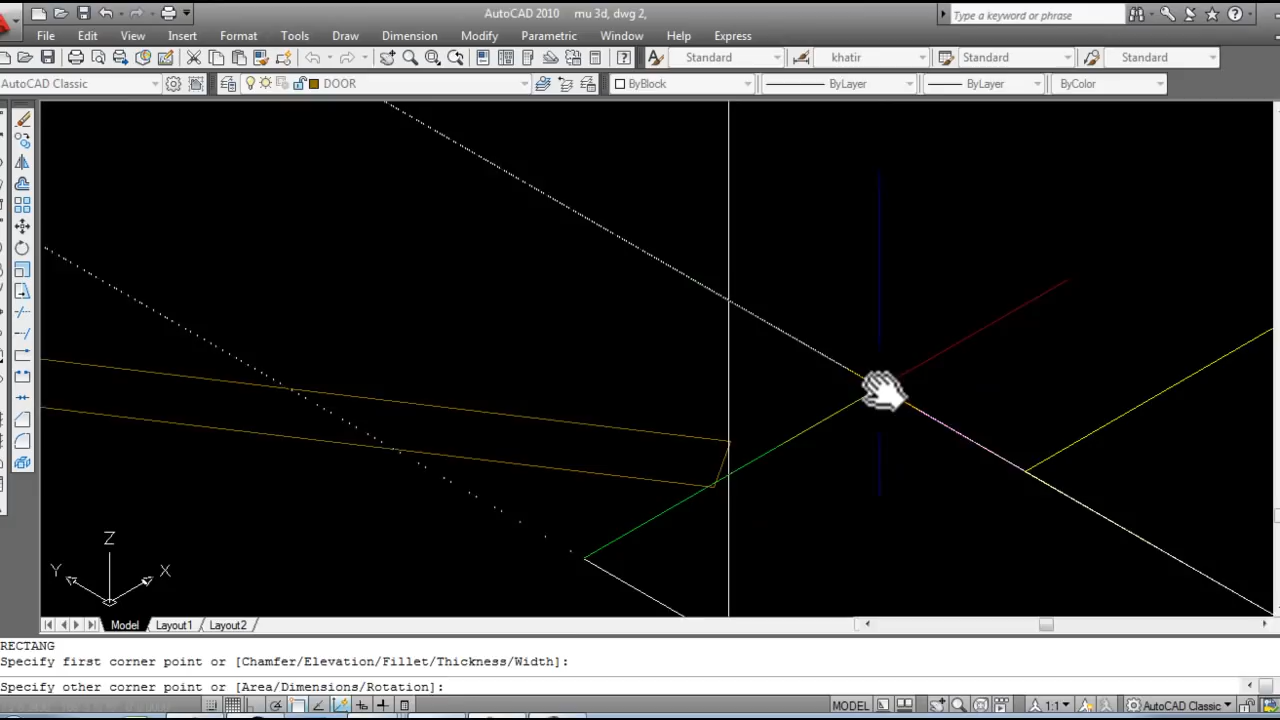 AutoCAD 2010 mu 3d, dwg 2, Type a keyword or phrase
File Edit View Insert Format Tools Draw Dimension Modify Parametric Window Help Express
Standard khatir Standard Standard
AutoCAD Classic DOOR ByBlock ByLayer ByLayer ByColor
Z
Y X
Model Layout1 Layout2
RECTANG
Specify first corner point or [Chamfer/Elevation/Fillet/Thickness/Width]:
Specify other corner point or [Area/Dimensions/Rotation]:
MODEL 1:1 AutoCAD Classic